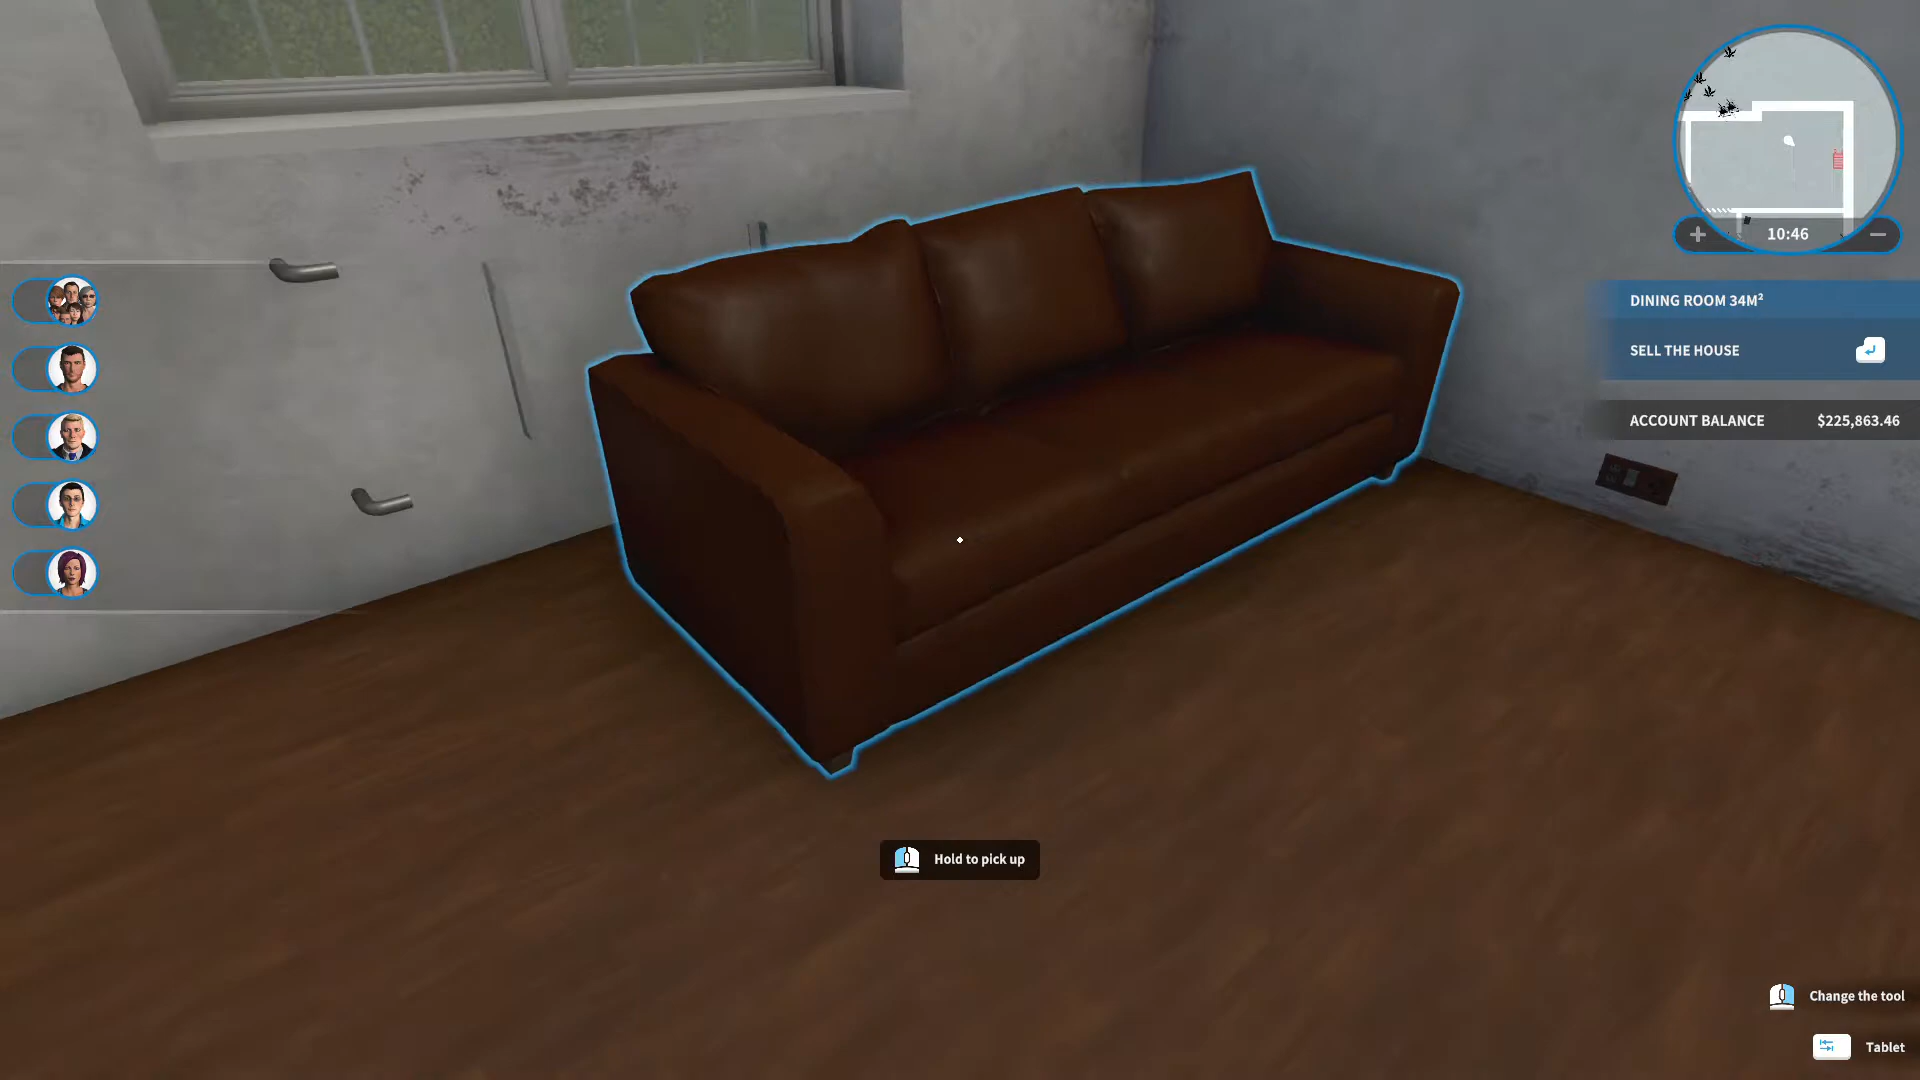 10:46
DINING ROOM 34M²
SELL THE HOUSE
ACCOUNT BALANCE $225,863.46
Hold to pick up
Change the tool
Tablet